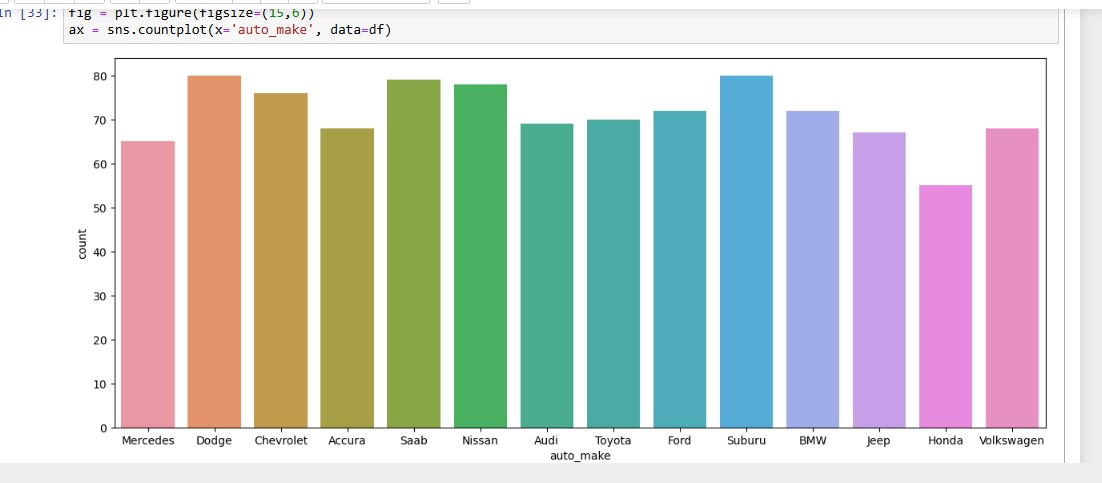 In [33]: fig = plt.figure(figsize=(15,6))
ax = sns.countplot(x='auto_make', data=df)
80
70
60
50
40
30
20
10
0
count
Mercedes Dodge Chevrolet Accura Saab Nissan Audi Toyota Ford Suburu BMW Jeep Honda Volkswagen
auto_make